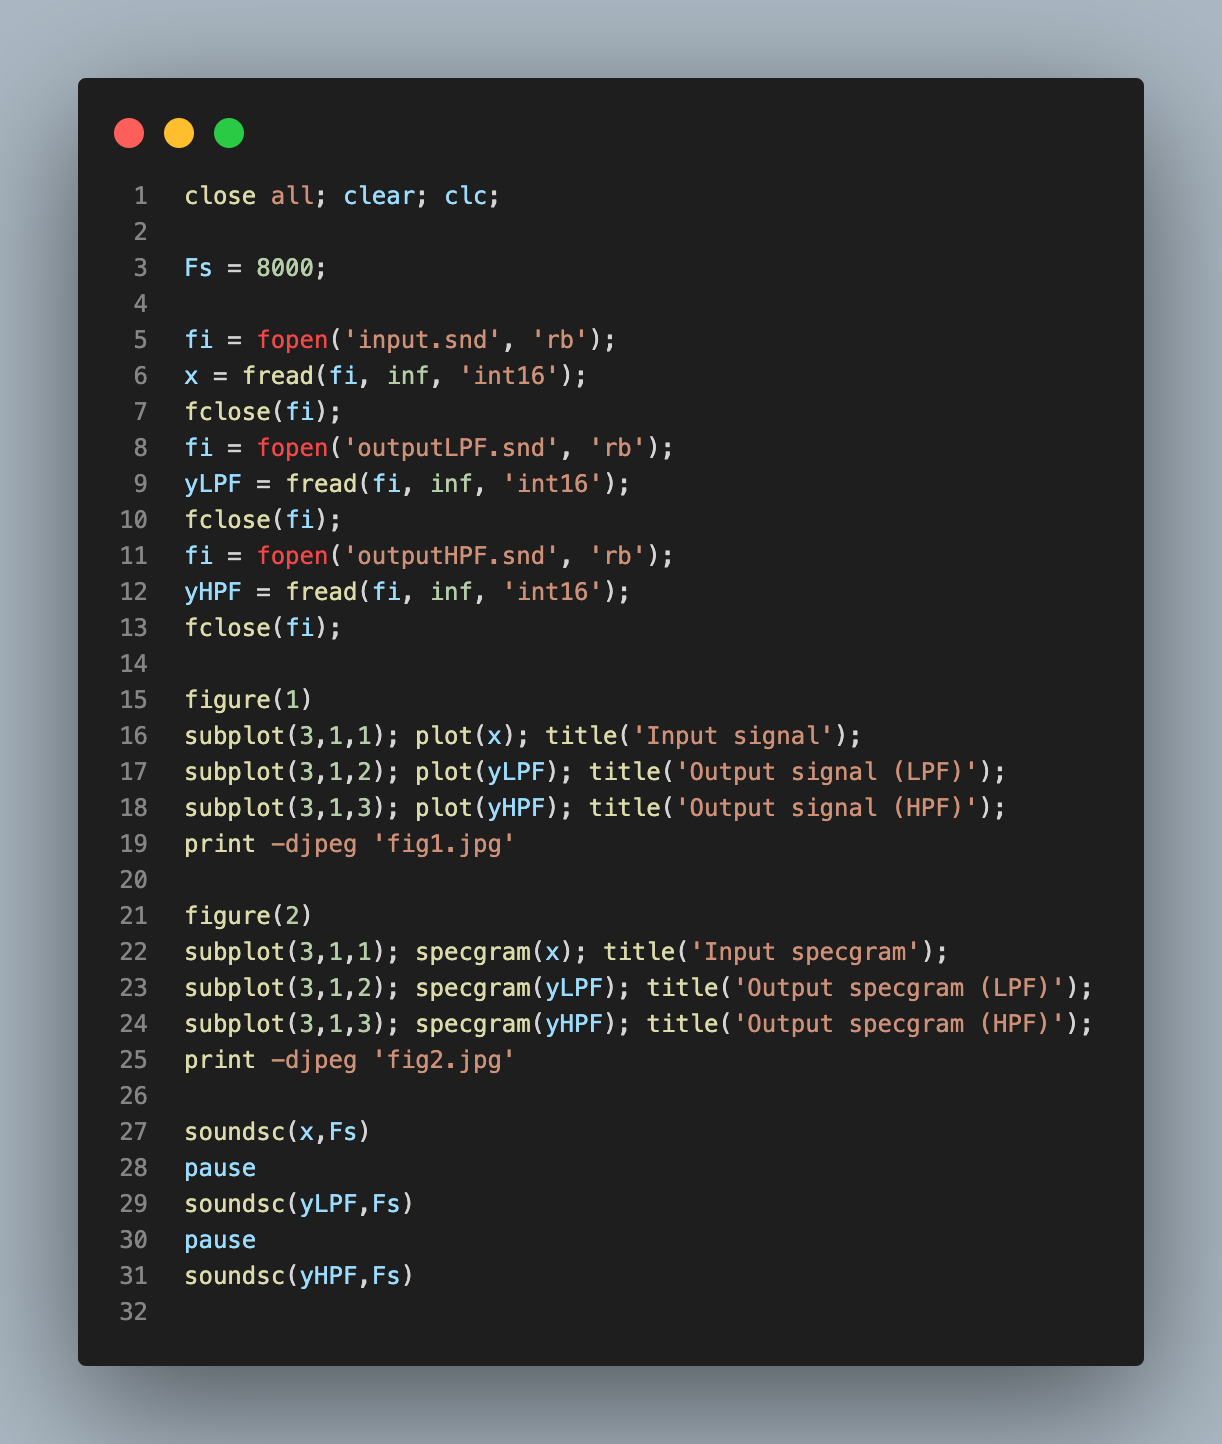 1 close all; clear; clc;
2
3 Fs = 8000;
4
5 fi = fopen('input.snd', 'rb');
6 x = fread(fi, inf, 'int16');
7 fclose(fi);
8 fi = fopen('outputLPF.snd', 'rb');
9 yLPF = fread(fi, inf, 'int16');
10 fclose(fi);
11 fi = fopen('outputHPF.snd', 'rb');
12 yHPF = fread(fi, inf, 'int16');
13 fclose(fi);
14
15 figure(1)
16 subplot(3,1,1); plot(x); title('Input signal');
17 subplot(3,1,2); plot(yLPF); title('Output signal (LPF)');
18 subplot(3,1,3); plot(yHPF); title('Output signal (HPF)');
19 print -djpeg 'fig1.jpg'
20
21 figure(2)
22 subplot(3,1,1); specgram(x); title('Input specgram');
23 subplot(3,1,2); specgram(yLPF); title('Output specgram (LPF)');
24 subplot(3,1,3); specgram(yHPF); title('Output specgram (HPF)');
25 print -djpeg 'fig2.jpg'
26
27 soundsc(x,Fs)
28 pause
29 soundsc(yLPF,Fs)
30 pause
31 soundsc(yHPF,Fs)
32